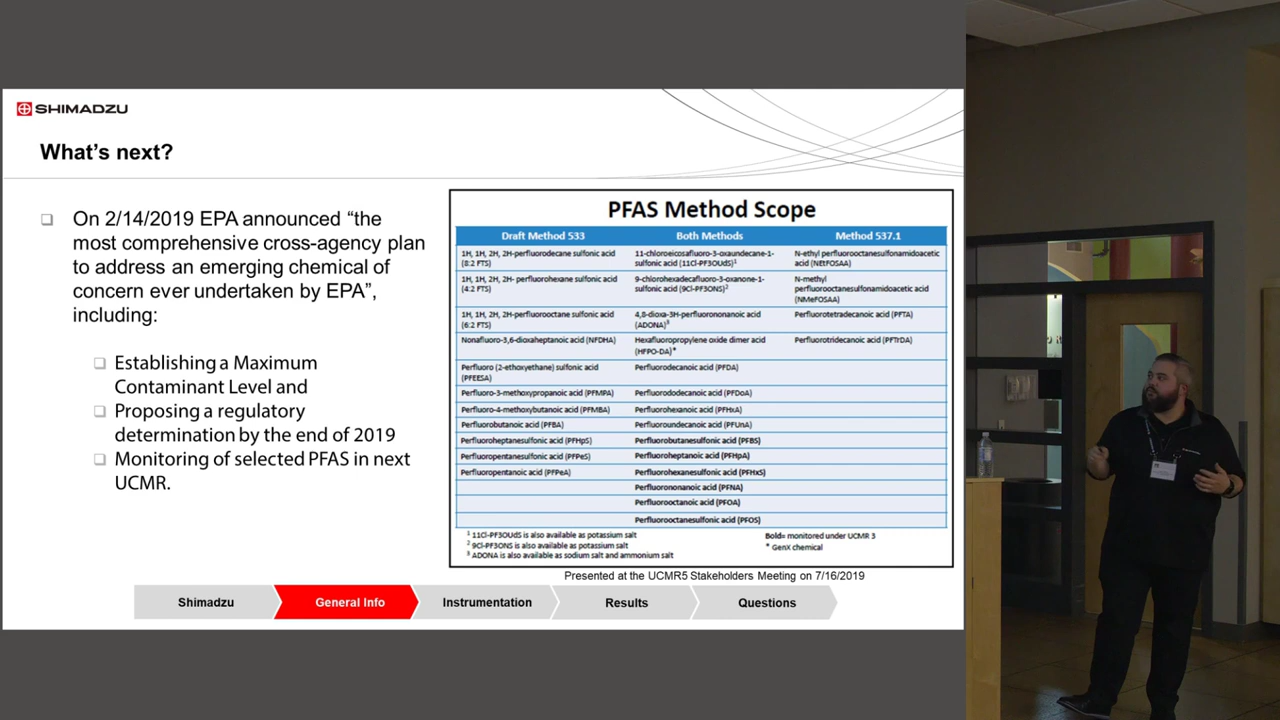 SHIMADZU
What's next?
On 2/14/2019 EPA announced “the
most comprehensive cross-agency plan
to address an emerging chemical of
concern ever undertaken by EPA”,
including:
Establishing a Maximum
Contaminant Level and
Proposing a regulatory
determination by the end of 2019
Monitoring of selected PFAS in next
UCMR.
PFAS Method Scope
Draft Method 533 Both Methods Method 537.1
1H, 1H, 2H, 2H-perfluorodecane sulfonic acid 11-chloroeicosafluoro-3-oxaundecane-1- N-ethyl perfluorooctanesulfonamidoacetic
(8:2 FTS) sulfonic acid (11Cl-PF3OUdS)1 acid (NEtFOSAA)
1H, 1H, 2H, 2H- perfluorohexane sulfonic acid 9-chlorohexadecafluoro-3-oxanone-1- N-methyl
(4:2 FTS) sulfonic acid (9Cl-PF3ONS)2 perfluorooctanesulfonamidoacetic acid
(NMeFOSAA)
1H, 1H, 2H, 2H-perfluorooctane sulfonic acid 4,8-dioxa-3H-perfluorononanoic acid Perfluorotetradecanoic acid (PFTA)
(6:2 FTS) (ADONA)3
Nonafluoro-3,6-dioxaheptanoic acid (NFDHA) Hexafluoropropylene oxide dimer acid Perfluorotridecanoic acid (PFTrDA)
(HFPO-DA)*
Perfluoro (2-ethoxyethane) sulfonic acid Perfluorodecanoic acid (PFDA)
(PFEESA)
Perfluoro-3-methoxypropanoic acid (PFMPA) Perfluorododecanoic acid (PFDoA)
Perfluoro-4-methoxybutanoic acid (PFMBA) Perfluorohexanoic acid (PFHxA)
Perfluorobutanoic acid (PFBA) Perfluoroundecanoic acid (PFUnA)
Perfluoroheptanesulfonic acid (PFHpS) Perfluorobutanesulfonic acid (PFBS)
Perfluoropentanesulfonic acid (PFPeS) Perfluoroheptanoic acid (PFHpA)
Perfluoropentanoic acid (PFPeA) Perfluorohexanesulfonic acid (PFHxS)
Perfluorononanoic acid (PFNA)
Perfluorooctanoic acid (PFOA)
Perfluorooctanesulfonic acid (PFOS)
1 11Cl-PF3OUdS is also available as potassium salt Bold= monitored under UCMR 3
2 9Cl-PF3ONS is also available as potassium salt * GenX chemical
3 ADONA is also available as sodium salt and ammonium salt
Presented at the UCMR5 Stakeholders Meeting on 7/16/2019
Shimadzu General Info Instrumentation Results Questions